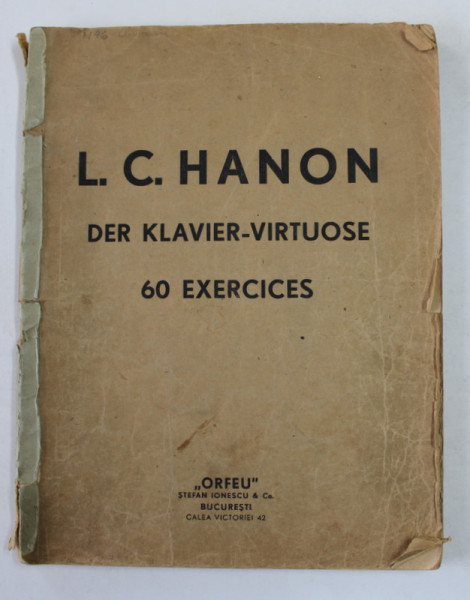 L. C. HANON
DER KLAVIER-VIRTUOSE
60 EXERCICES
„ORFEU"
ŞTEFAN IONESCU & Co.
BUCUREŞTI
CALEA VICTORIEI 42